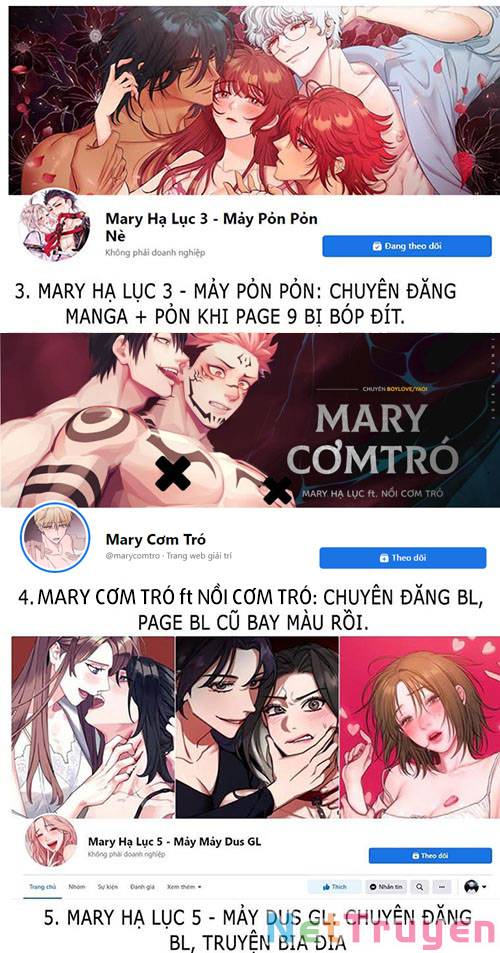 Mary Hạ Lục 3 - Mảy Pỏn Pỏn
Nè
Không phải doanh nghiệp
Đang theo dõi
3. MARY HẠ LỤC 3 - MẢY PỎN PỎN: CHUYÊN ĐĂNG
MANGA + PỎN KHI PAGE 9 BỊ BÓP ĐÍT.
CHUYÊN BOYLOVE/YAOI
MARY
CƠMTRÓ
MARY HẠ LỤC ft. NỒI CƠM TRÓ
Mary Cơm Tró
@marycomtro · Trang web giải trí
Theo dõi
4. MARY CƠM TRÓ ft NỒI CƠM TRÓ: CHUYÊN ĐĂNG BL,
PAGE BL CŨ BAY MÀU RỒI.
Mary Hạ Lục 5 - Mảy Mảy Dus GL
Không phải doanh nghiệp
Theo dõi
Trang chủ Nhóm Sự kiện Đánh giá Xem thêm Thích Nhắn tin
5. MARY HẠ LỤC 5 - MẢY DUS GL: CHUYÊN ĐĂNG
BL, TRUYỆN BIA ĐIA
NetTruyen